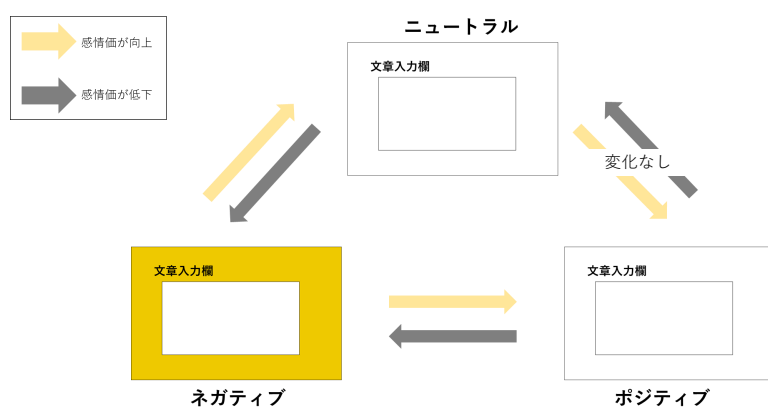 ニュートラル
感情価が向上
文章入力欄
感情価が低下
変化なし
文章入力欄
文章入力欄
ネガティブ
ポジティブ